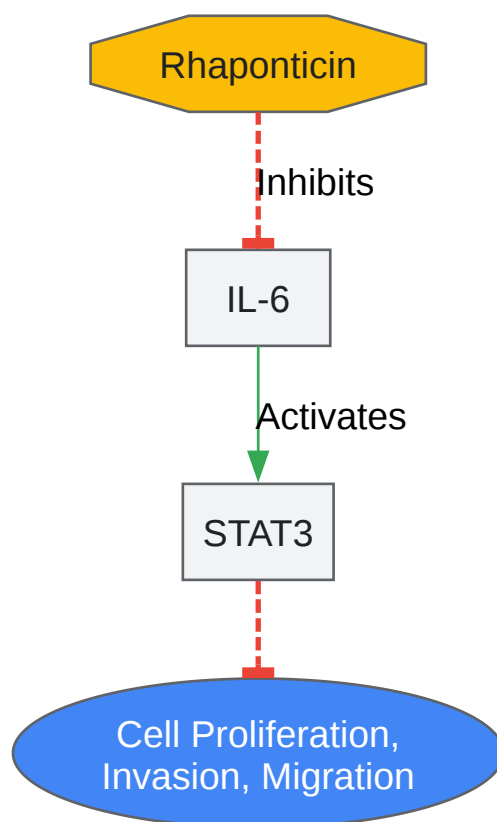 Rhaponticin
Inhibits
IL-6
Activates
STAT3
Cell Proliferation,
Invasion, Migration